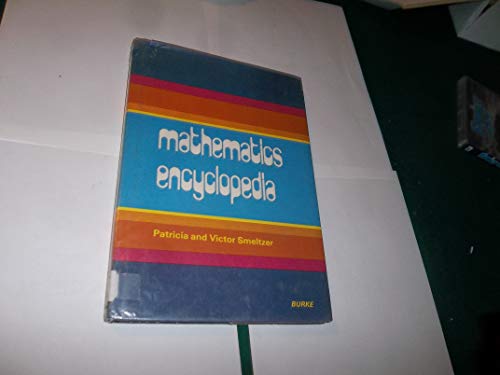 mathematics
encyclopedia
Patricia and Victor Smeltzer
BURKE